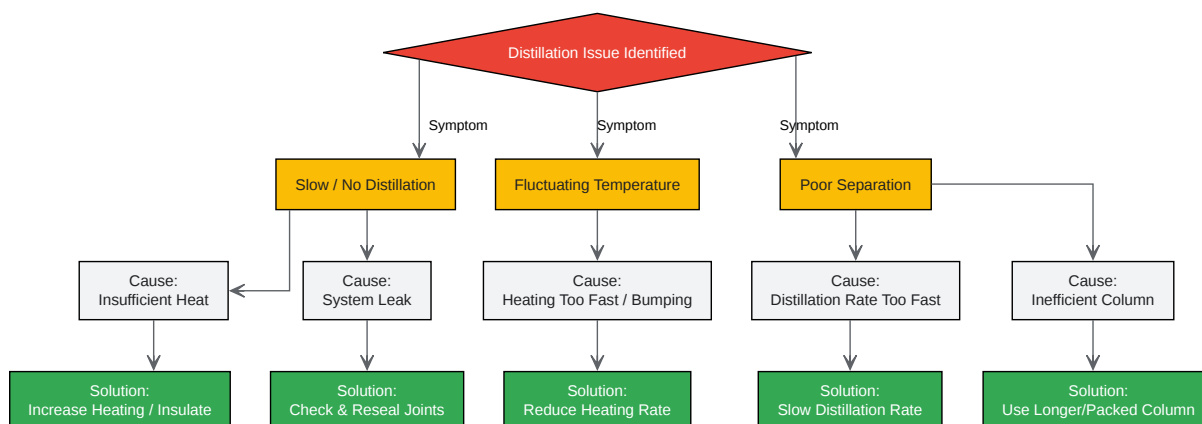 Distillation Issue Identified
Symptom
Symptom
Symptom
Slow / No Distillation
Fluctuating Temperature
Poor Separation
Cause:
Insufficient Heat
Cause:
System Leak
Cause:
Heating Too Fast / Bumping
Cause:
Distillation Rate Too Fast
Cause:
Inefficient Column
Solution:
Increase Heating / Insulate
Solution:
Check & Reseal Joints
Solution:
Reduce Heating Rate
Solution:
Slow Distillation Rate
Solution:
Use Longer/Packed Column